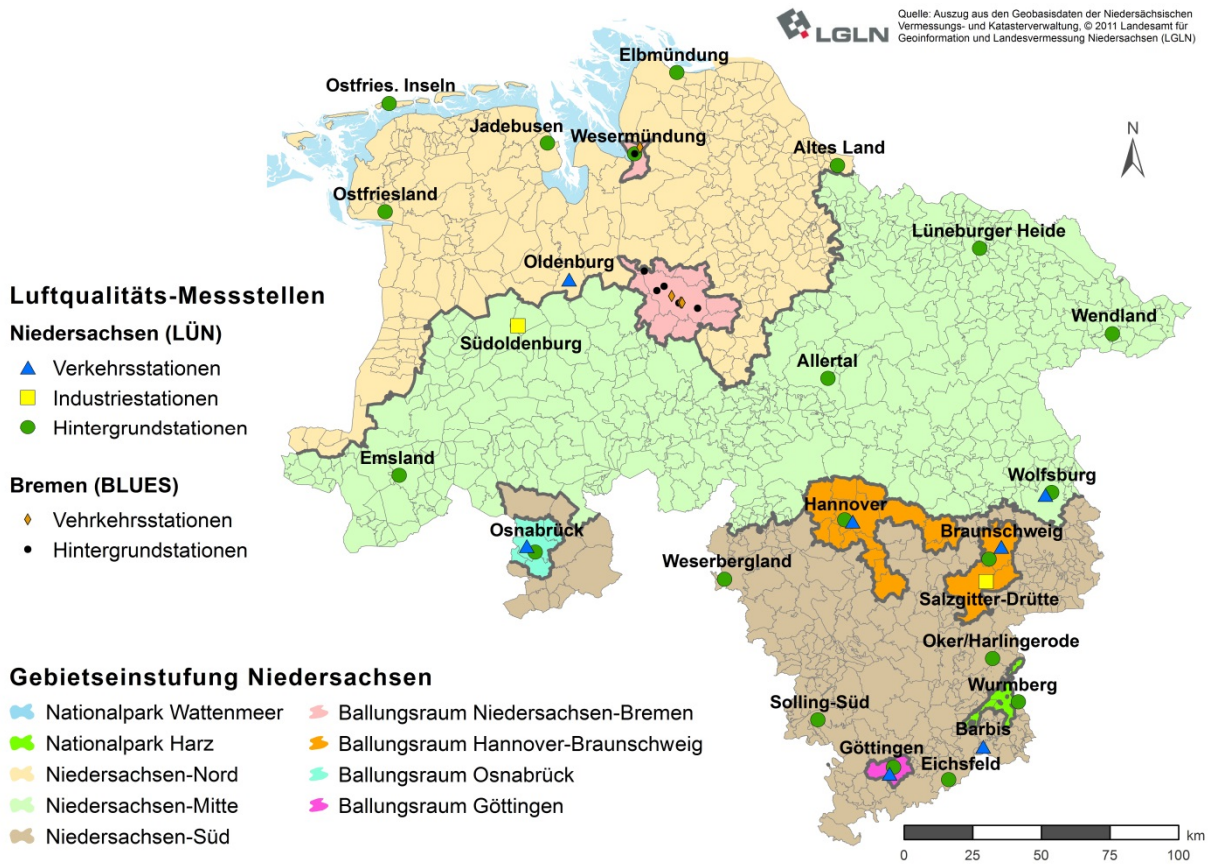 LGLN
Quelle: Auszug aus den Geobasisdaten der Niedersächsischen
Vermessungs- und Katasterverwaltung, © 2011 Landesamt für
Geoinformation und Landesvermessung Niedersachsen (LGLN)
Elbmündung
Ostfries. Inseln
Jadebusen
Wesermündung
Altes Land
N
Ostfriesland
Lüneburger Heide
Oldenburg
Südoldenburg
Wendland
Allertal
Emsland
Wolfsburg
Hannover
Osnabrück
Braunschweig
Weserbergland
Salzgitter-Drütte
Oker/Harlingerode
Wurmberg
Solling-Süd
Barbis
Göttingen
Eichsfeld
Luftqualitäts-Messstellen
Niedersachsen (LÜN)
Verkehrsstationen
Industriestationen
Hintergrundstationen
Bremen (BLUES)
Vehrkehrsstationen
Hintergrundstationen
Gebietseinstufung Niedersachsen
Nationalpark Wattenmeer
Nationalpark Harz
Niedersachsen-Nord
Niedersachsen-Mitte
Niedersachsen-Süd
Ballungsraum Niedersachsen-Bremen
Ballungsraum Hannover-Braunschweig
Ballungsraum Osnabrück
Ballungsraum Göttingen
km
0 25 50 75 100